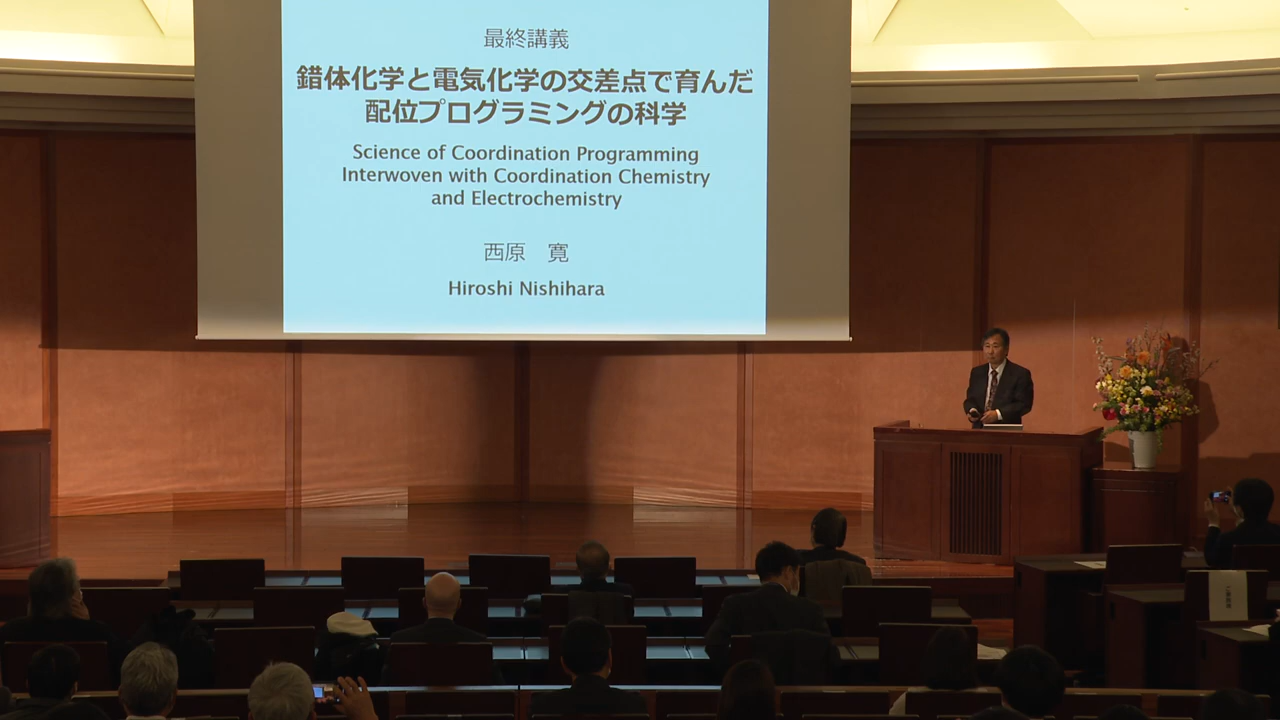 最終講義
錯体化学と電気化学の交差点で育んだ
配位プログラミングの科学
Science of Coordination Programming
Interwoven with Coordination Chemistry
and Electrochemistry
西原　寛
Hiroshi Nishihara